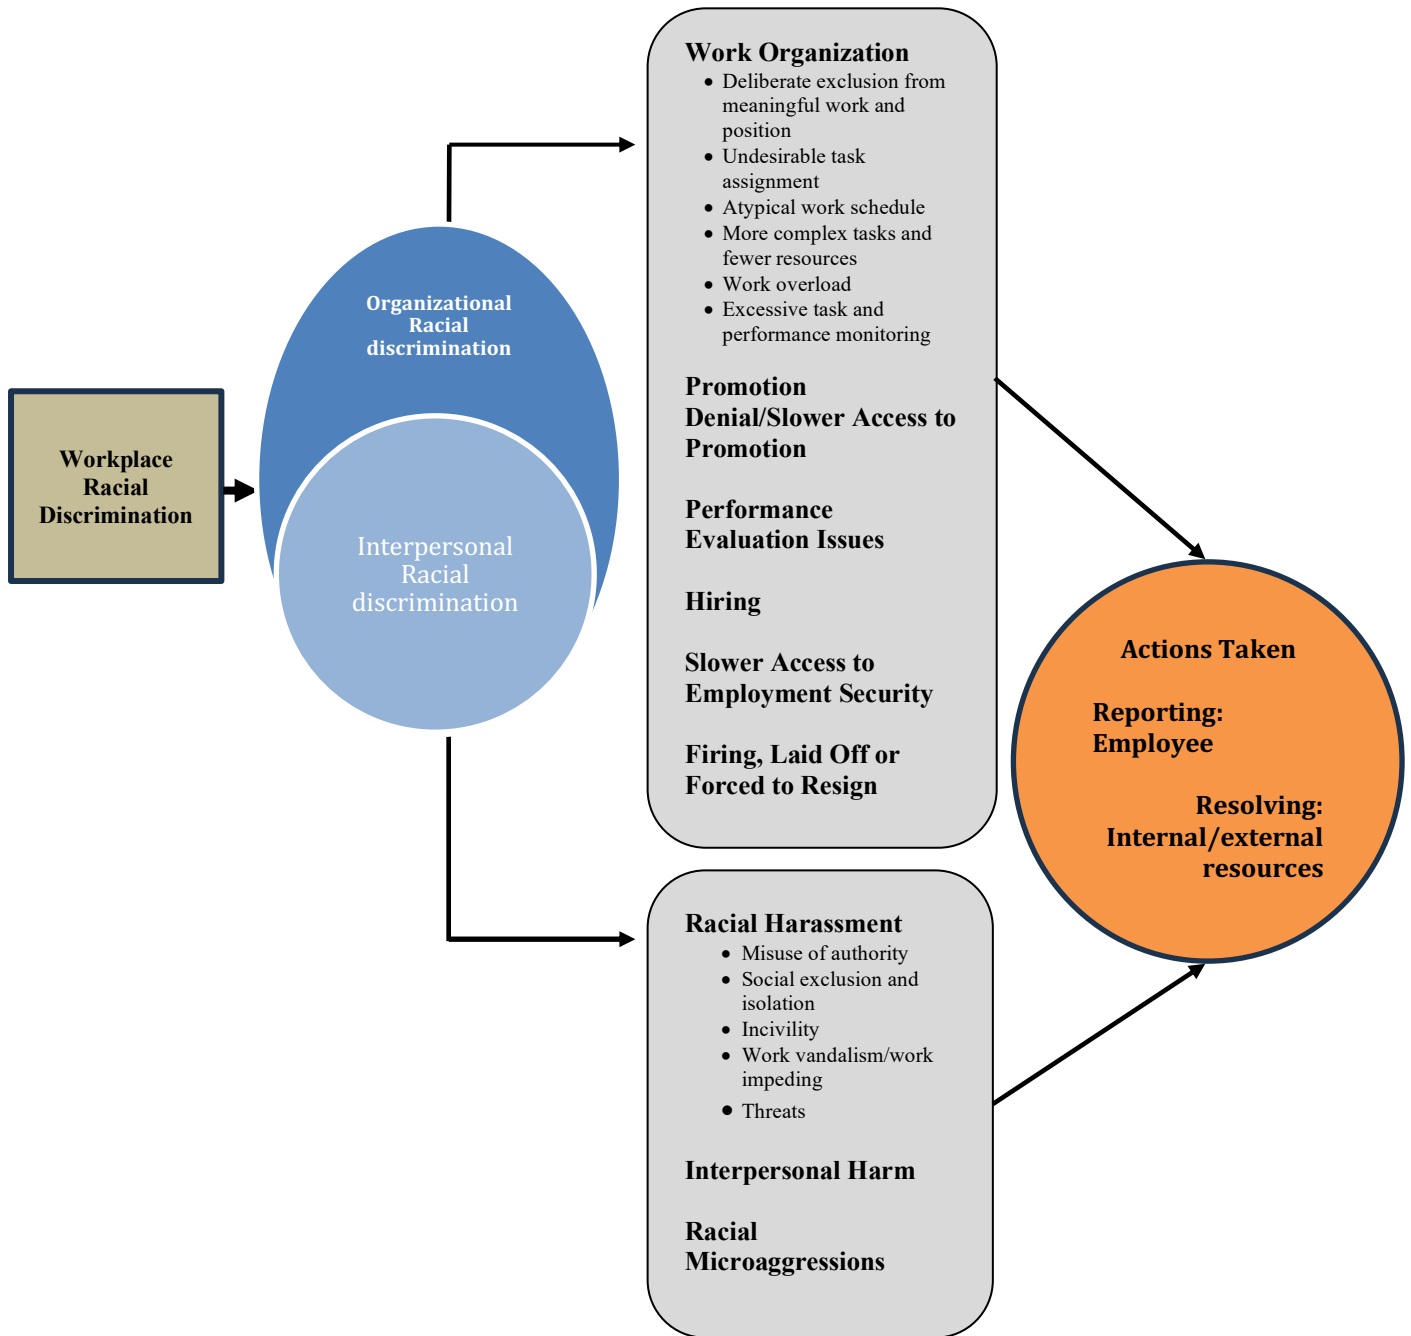 Workplace
Racial
Discrimination
Organizational
Racial
discrimination
Interpersonal
Racial
discrimination
Work Organization
• Deliberate exclusion from
meaningful work and
position
• Undesirable task
assignment
• Atypical work schedule
• More complex tasks and
fewer resources
• Work overload
• Excessive task and
performance monitoring
Promotion
Denial/Slower Access to
Promotion
Performance
Evaluation Issues
Hiring
Slower Access to
Employment Security
Firing, Laid Off or
Forced to Resign
Racial Harassment
• Misuse of authority
• Social exclusion and
isolation
• Incivility
• Work vandalism/work
impeding
• Threats
Interpersonal Harm
Racial
Microaggressions
Actions Taken
Reporting:
Employee
Resolving:
Internal/external
resources